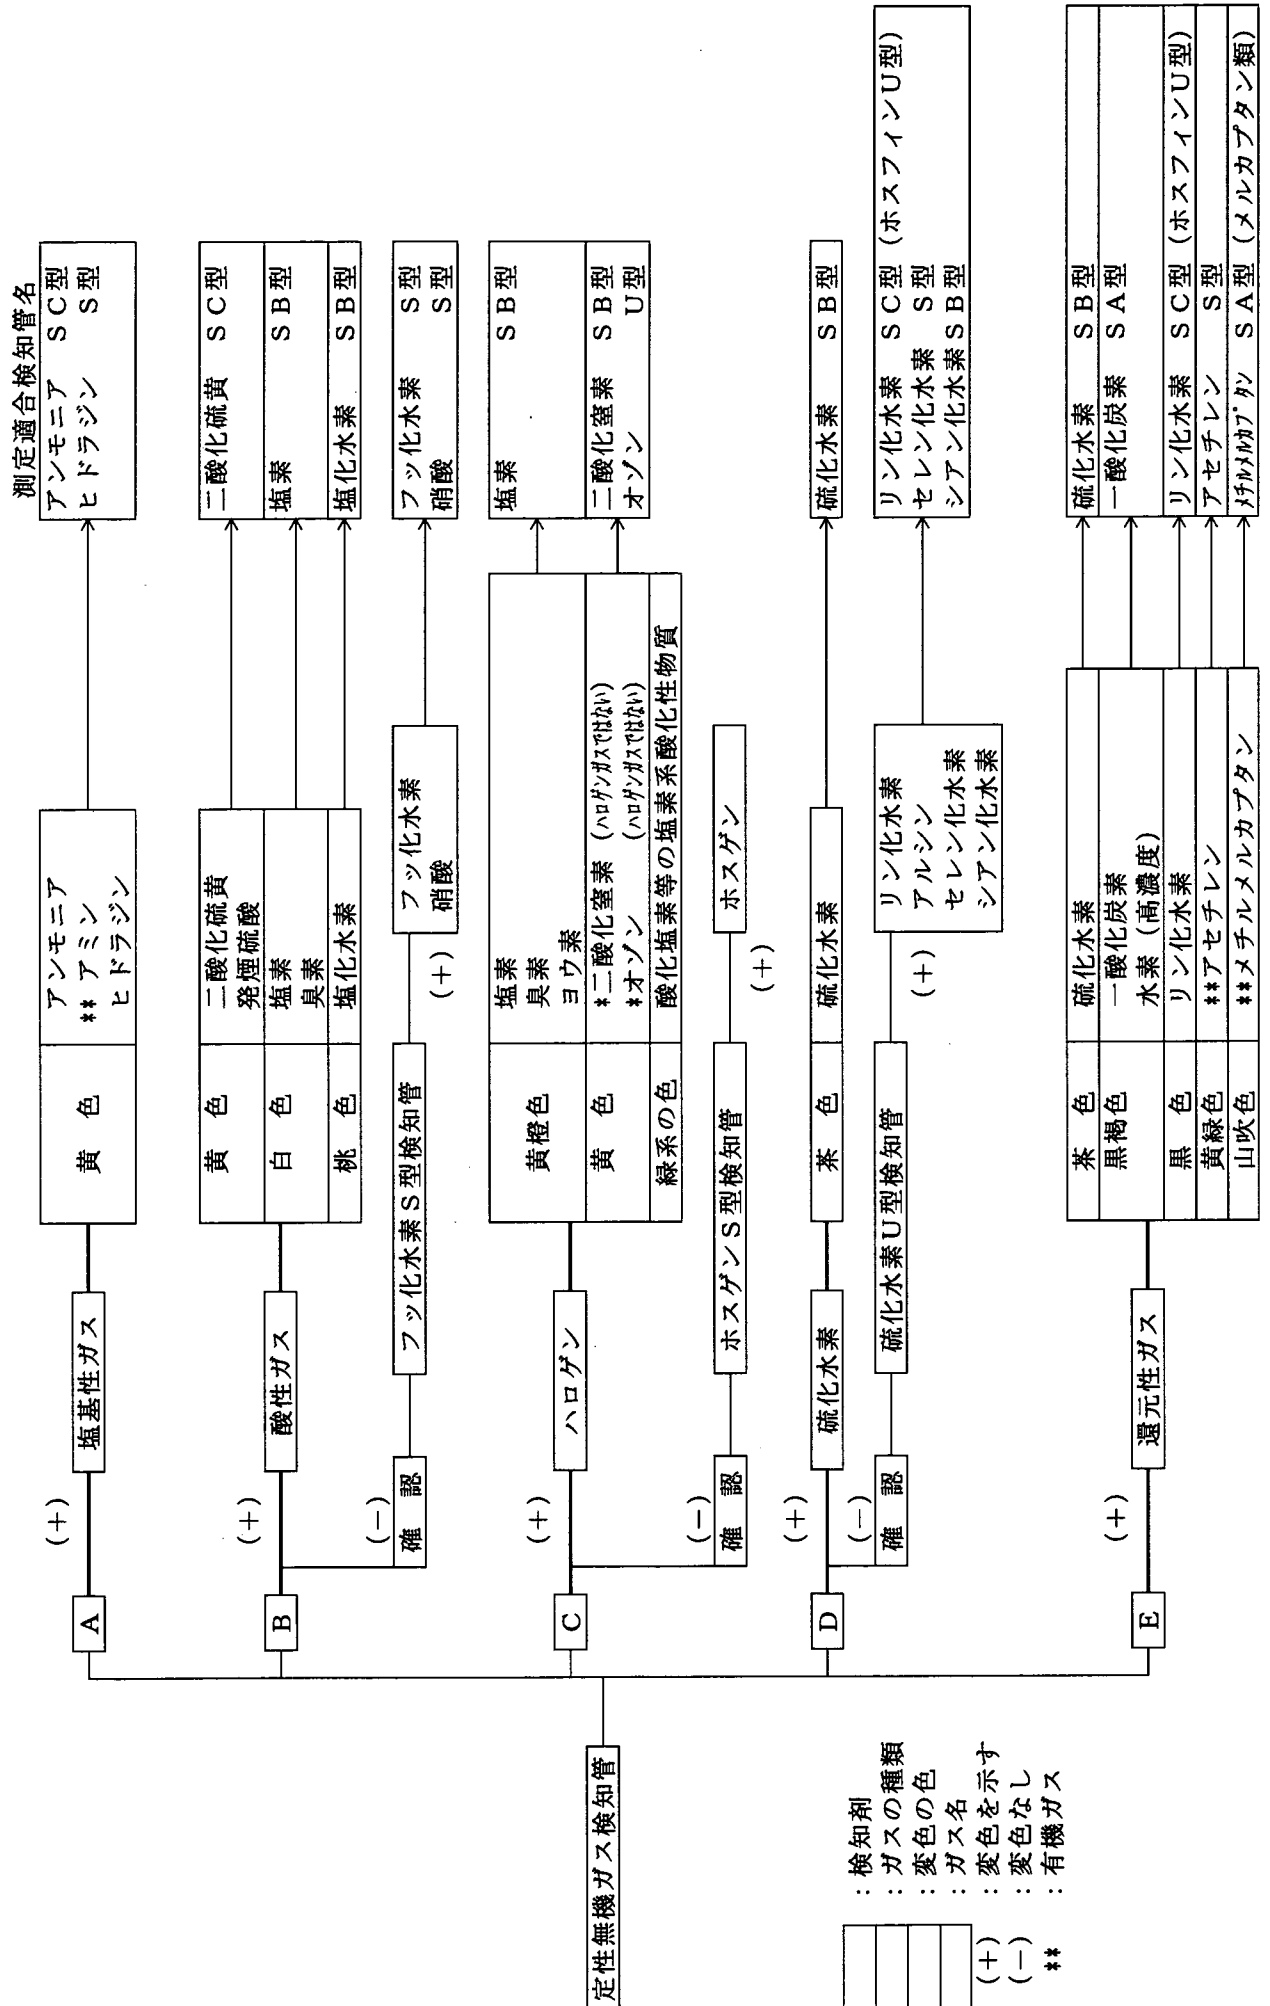 測定適合検知管名
定性無機ガス検知管
A
(+)
塩基性ガス
黄 色
アンモニア
** アミン
ヒドラジン
アンモニア SC型
ヒドラジン S型
B
(+)
酸性ガス
黄 色
二酸化硫黄
発煙硫酸
二酸化硫黄 SC型
白 色
塩素
臭素
塩素 SB型
桃 色
塩化水素
塩化水素 SB型
(−)
確 認
フッ化水素S型検知管
(+)
フッ化水素
硝酸
フッ化水素 S型
硝酸 S型
C
(+)
ハロゲン
黄橙色
塩素
臭素
ヨウ素
塩素 SB型
黄 色
*二酸化窒素 (ハロゲンガスではない)
*オゾン (ハロゲンガスではない)
二酸化窒素 SB型
オゾン U型
緑系の色
酸化塩素等の塩素系酸化性物質
(−)
確 認
ホスゲンS型検知管
(+)
ホスゲン
D
(+)
硫化水素
茶 色
硫化水素
硫化水素 SB型
(−)
確 認
硫化水素U型検知管
(+)
リン化水素
アルシン
セレン化水素
シアン化水素
リン化水素 SC型 (ホスフィンU型)
セレン化水素 S型
シアン化水素SB型
E
(+)
還元性ガス
茶 色
硫化水素
硫化水素 SB型
黒褐色
一酸化炭素
水素 (高濃度)
一酸化炭素 SA型
黒 色
リン化水素
リン化水素 SC型 (ホスフィンU型)
黄緑色
**アセチレン
アセチレン S型
山吹色
**メチルメルカプタン
メチルメルカプタン SA型 (メルカプタン類)
:検知剤
:ガスの種類
:変色の色
:ガス名
(+) :変色を示す
(−) :変色なし
** :有機ガス